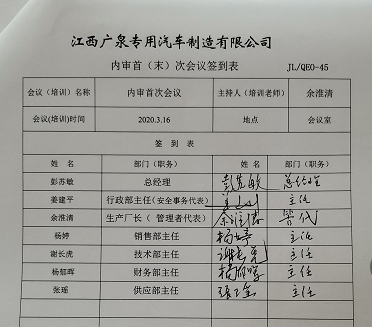 江西广泉专用汽车制造有限公司
内审首（末）次会议签到表 JL/QEO-45
会议（培训）名称 内审首次会议 主持人（培训老师） 余淮清
会议(培训)时间 2020.3.16 地点 会议室
签 到 表
姓 名 部门（职务） 姓 名 部门（职务）
彭苏敏 总经理 彭苏敏 总经理
姜建平 行政部主任(安全事务代表) 主任
余淮清 生产厂长（ 管理者代表） 余淮清 管代
杨婷 销售部主任 杨婷 主任
谢长虎 技术部主任 谢长虎 主任
杨郁晖 财务部主任 杨郁晖 主任
张瑶 供应部主任 张瑶 主任